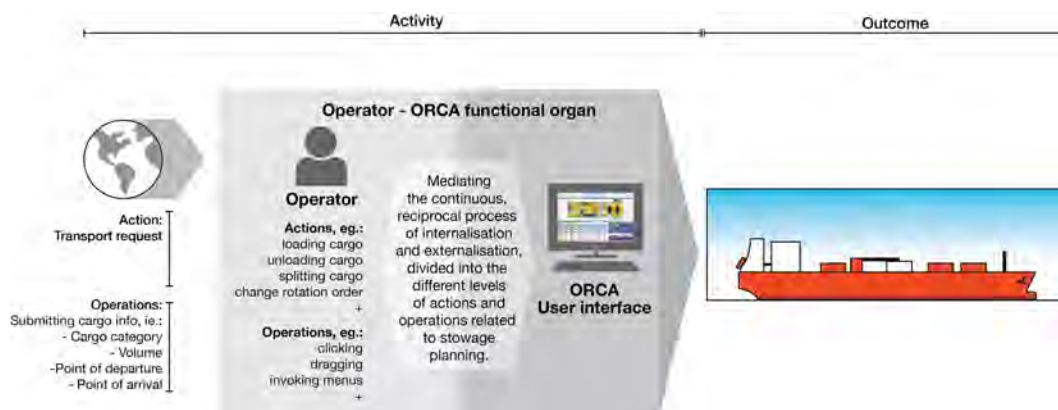 Activity
Outcome
Operator - ORCA functional organ
Action:
Transport request
Operations:
Submitting cargo info, ie.:
- Cargo category
- Volume
-Point of departure
- Point of arrival
Operator
Actions, eg.:
loading cargo
unloading cargo
splitting cargo
change rotation order
+
Operations, eg.:
clicking
dragging
invoking menus
+
Mediating
the continuous,
reciprocal process
of internalisation
and externalisation,
divided into the
different levels
of actions and
operations related
to stowage
planning.
ORCA
User interface